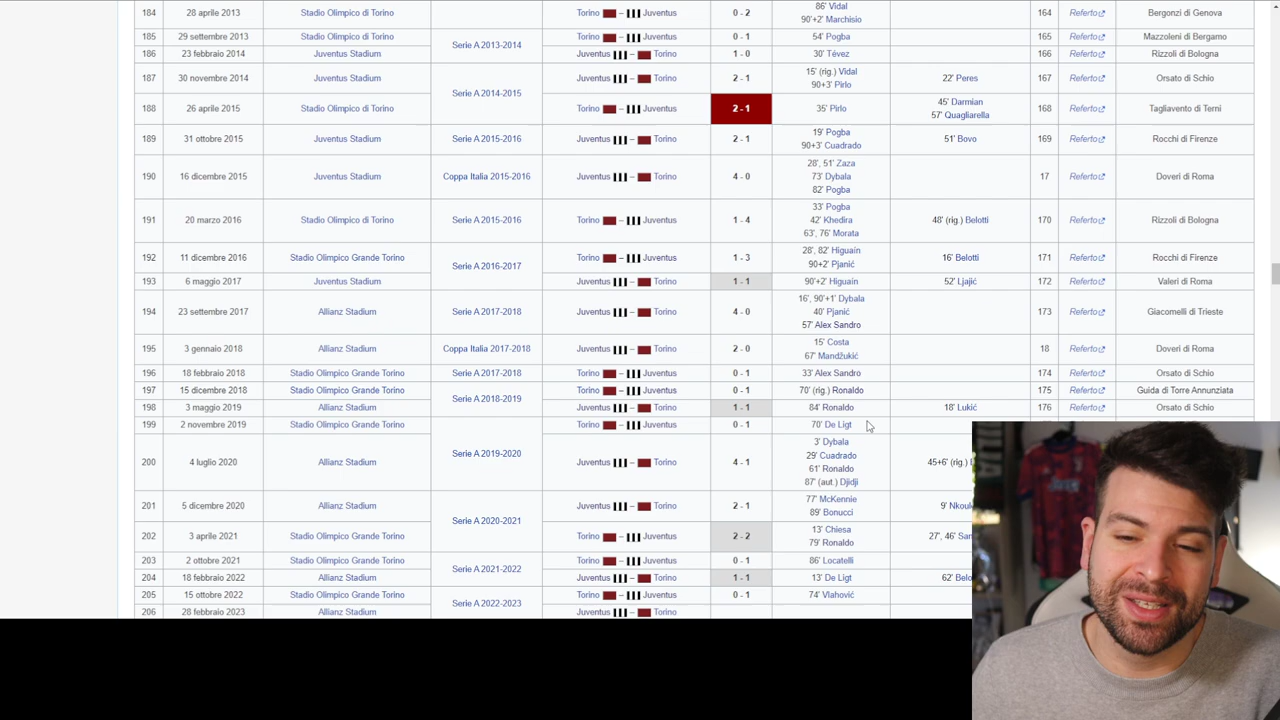 184 28 aprile 2013 Stadio Olimpico di Torino Torino – Juventus 0 - 2 86' Vidal 164 Referto Bergonzi di Genova
90'+2' Marchisio
185 29 settembre 2013 Stadio Olimpico di Torino Serie A 2013-2014 Torino – Juventus 0 - 1 54' Pogba 165 Referto Mazzoleni di Bergamo
186 23 febbraio 2014 Juventus Stadium Juventus – Torino 1 - 0 30' Tévez 166 Referto Rizzoli di Bologna
187 30 novembre 2014 Juventus Stadium Serie A 2014-2015 Juventus – Torino 2 - 1 15' (rig.) Vidal 22' Peres 167 Referto Orsato di Schio
90+3' Pirlo
188 26 aprile 2015 Stadio Olimpico di Torino Torino – Juventus 2 - 1 35' Pirlo 45' Darmian 168 Referto Tagliavento di Terni
57' Quagliarella
189 31 ottobre 2015 Juventus Stadium Serie A 2015-2016 Juventus – Torino 2 - 1 19' Pogba 51' Bovo 169 Referto Rocchi di Firenze
90+3' Cuadrado
190 16 dicembre 2015 Juventus Stadium Coppa Italia 2015-2016 Juventus – Torino 4 - 0 28', 51' Zaza 17 Referto Doveri di Roma
73' Dybala
82' Pogba
191 20 marzo 2016 Stadio Olimpico di Torino Serie A 2015-2016 Torino – Juventus 1 - 4 33' Pogba 48' (rig.) Belotti 170 Referto Rizzoli di Bologna
42' Khedira
63', 76' Morata
192 11 dicembre 2016 Stadio Olimpico Grande Torino Serie A 2016-2017 Torino – Juventus 1 - 3 28', 82' Higuaín 16' Belotti 171 Referto Rocchi di Firenze
90+2' Pjanić
193 6 maggio 2017 Juventus Stadium Juventus – Torino 1 - 1 90'+2' Higuaín 52' Ljajić 172 Referto Valeri di Roma
194 23 settembre 2017 Allianz Stadium Serie A 2017-2018 Juventus – Torino 4 - 0 16', 90'+1' Dybala 173 Referto Giacomelli di Trieste
40' Pjanić
57' Alex Sandro
195 3 gennaio 2018 Allianz Stadium Coppa Italia 2017-2018 Juventus – Torino 2 - 0 15' Costa 18 Referto Doveri di Roma
67' Mandžukić
196 18 febbraio 2018 Stadio Olimpico Grande Torino Serie A 2017-2018 Torino – Juventus 0 - 1 33' Alex Sandro 174 Referto Orsato di Schio
197 15 dicembre 2018 Stadio Olimpico Grande Torino Serie A 2018-2019 Torino – Juventus 0 - 1 70' (rig) Ronaldo 175 Referto Guida di Torre Annunziata
198 3 maggio 2019 Allianz Stadium Juventus – Torino 1 - 1 84' Ronaldo 18' Lukić 176 Referto Orsato di Schio
199 2 novembre 2019 Stadio Olimpico Grande Torino Serie A 2019-2020 Torino – Juventus 0 - 1 70' De Ligt
200 4 luglio 2020 Allianz Stadium Juventus – Torino 4 - 1 3' Dybala 45+6' (rig.)
29' Cuadrado
61' Ronaldo
87' (aut.) Djidji
201 5 dicembre 2020 Allianz Stadium Serie A 2020-2021 Juventus – Torino 2 - 1 77' McKennie 9' Nkoul
89' Bonucci
202 3 aprile 2021 Stadio Olimpico Grande Torino Torino – Juventus 2 - 2 13' Chiesa 27', 46' San
79' Ronaldo
203 2 ottobre 2021 Stadio Olimpico Grande Torino Serie A 2021-2022 Torino – Juventus 0 - 1 86' Locatelli
204 18 febbraio 2022 Allianz Stadium Juventus – Torino 1 - 1 13' De Ligt 62' Belo
205 15 ottobre 2022 Stadio Olimpico Grande Torino Serie A 2022-2023 Torino – Juventus 0 - 1 74' Vlahović
206 28 febbraio 2023 Allianz Stadium Juventus – Torino